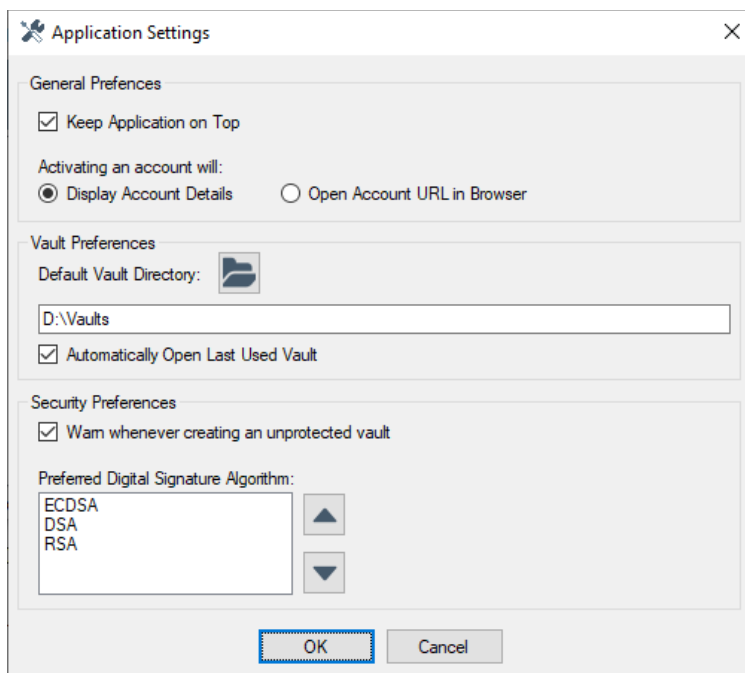 Application Settings
General Prefences
Keep Application on Top
Activating an account will:
Display Account Details Open Account URL in Browser
Vault Preferences
Default Vault Directory:
D:\Vaults
Automatically Open Last Used Vault
Security Preferences
Warn whenever creating an unprotected vault
Preferred Digital Signature Algorithm:
ECDSA
DSA
RSA
OK Cancel